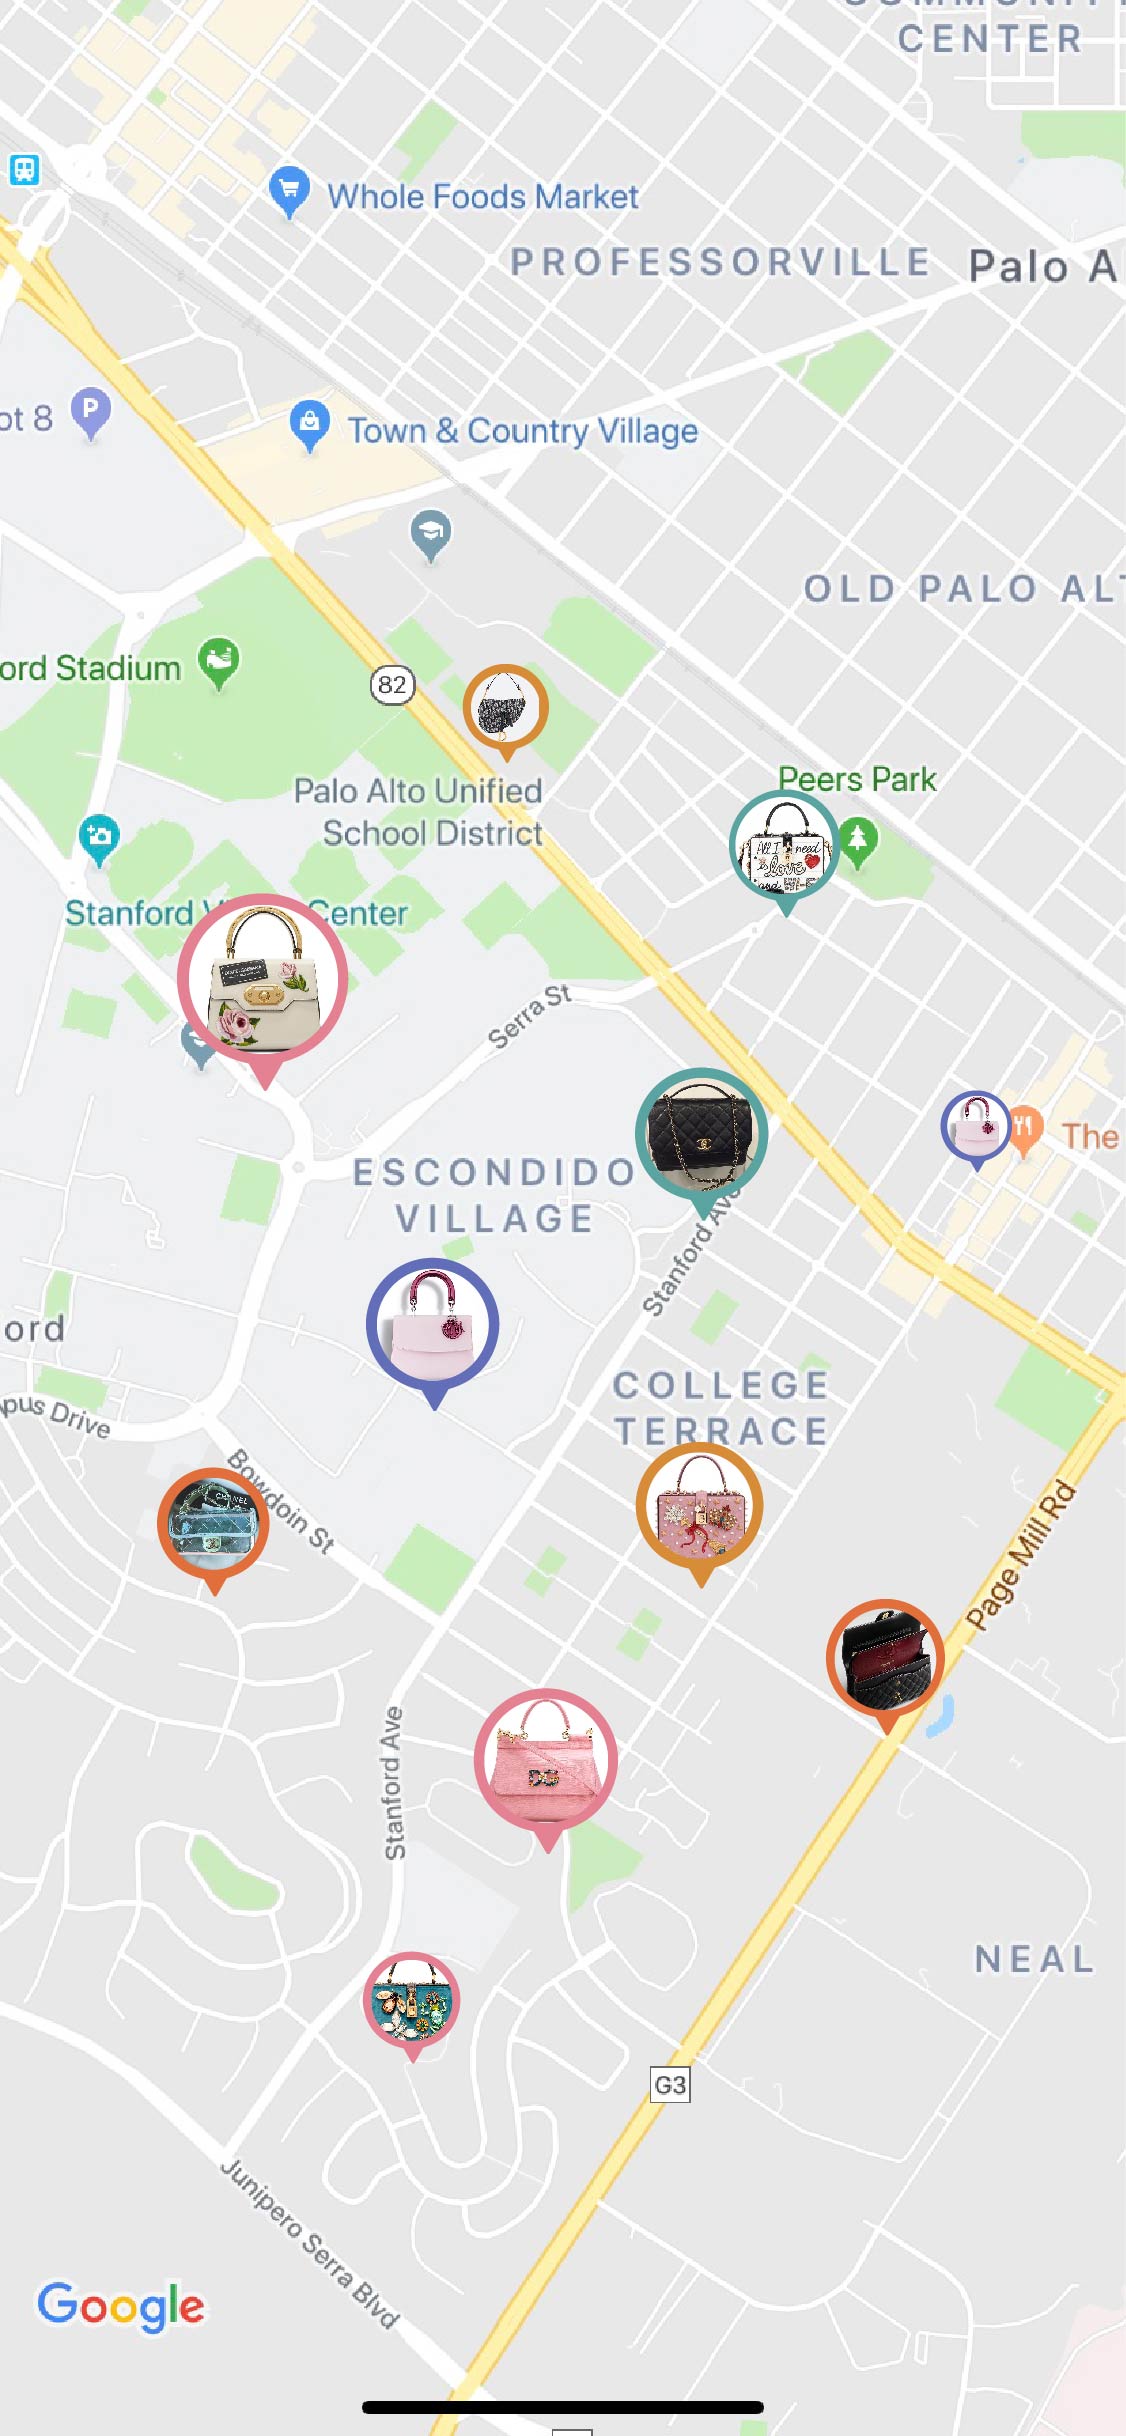 CENTER
Whole Foods Market
PROFESSORVILLE
Palo A
ot 8
P
Town & Country Village
OLD PALO ALT
ord Stadium
82
Palo Alto Unified
School District
Peers Park
All I need
is love
and
Stanford V
Center
Serra St
The
ESCONDIDO
VILLAGE
Stanford Ave
ord
COLLEGE
TERRACE
pus Drive
Bowdoin St
CHANEL
Page Mill Rd
DG
Stanford Ave
NEAL
G3
Junipero Serra Blvd
Google